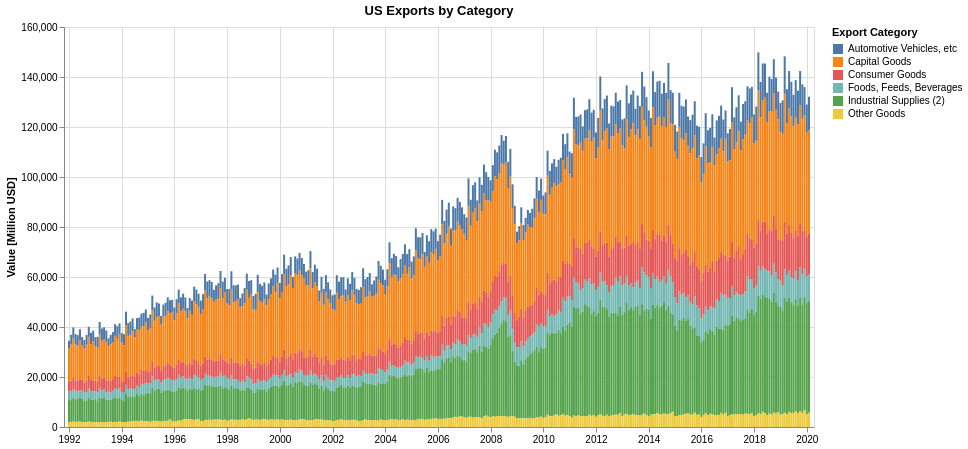 US Exports by Category
160,000
140,000
120,000
100,000
80,000
60,000
40,000
20,000
0
Value [Million USD]
1992 1994 1996 1998 2000 2002 2004 2006 2008 2010 2012 2014 2016 2018 2020
Export Category
Automotive Vehicles, etc
Capital Goods
Consumer Goods
Foods, Feeds, Beverages
Industrial Supplies (2)
Other Goods